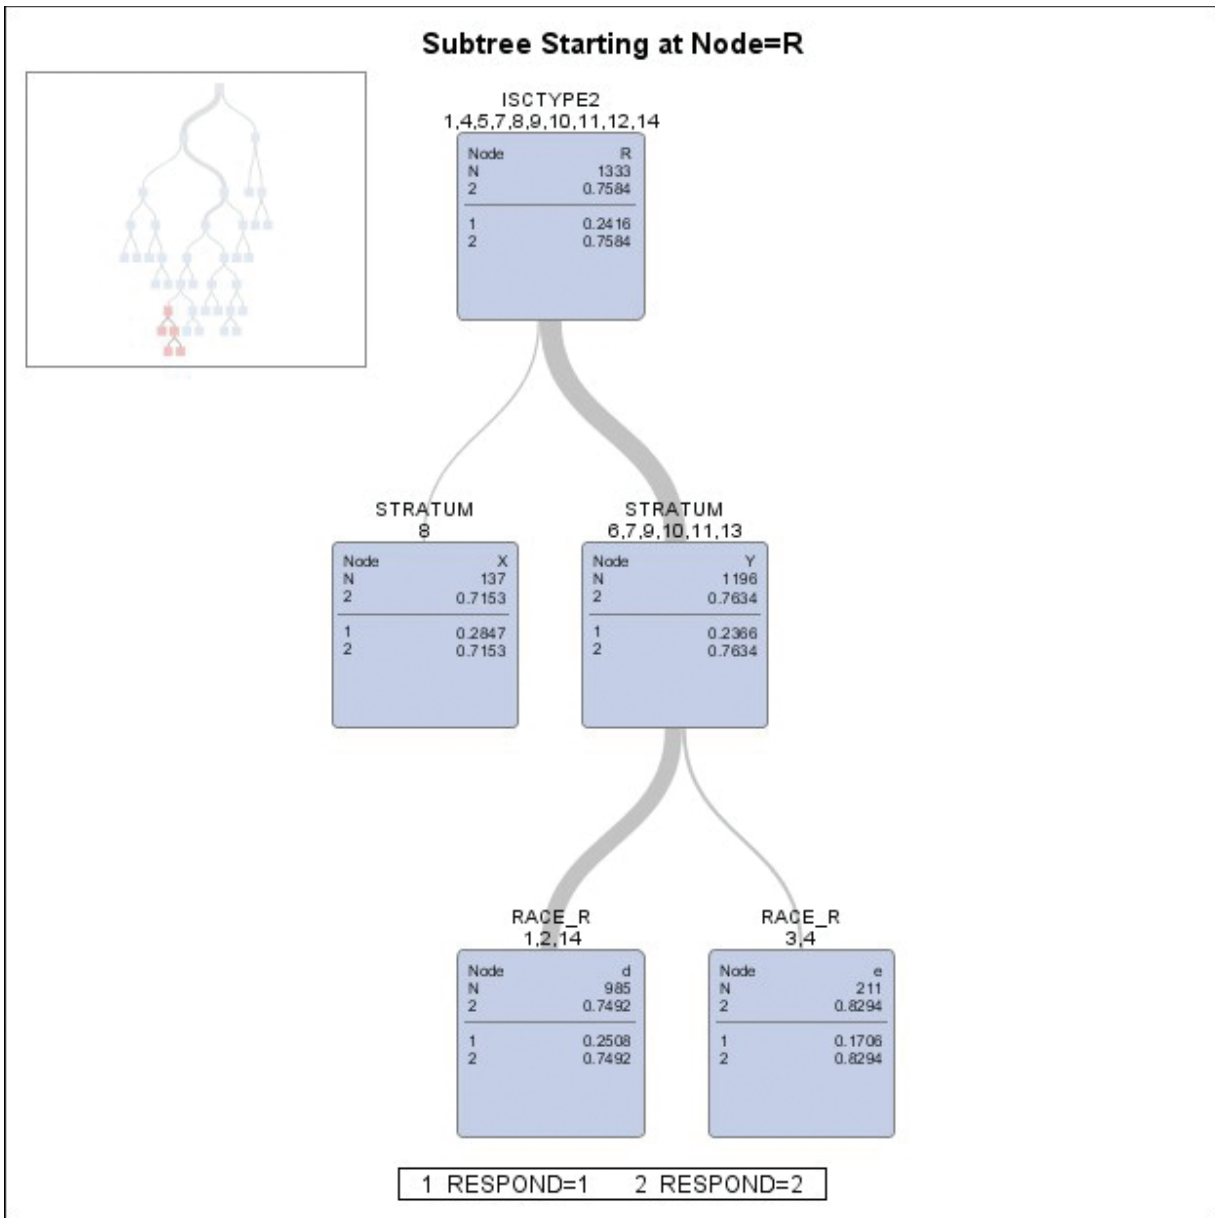 Subtree Starting at Node=R
ISCTYPE2
1,4,5,7,8,9,10,11,12,14
Node R
N 1333
2 0.7584
1 0.2416
2 0.7584
STRATUM
8
Node X
N 137
2 0.7153
1 0.2847
2 0.7153
STRATUM
6,7,9,10,11,13
Node Y
N 1196
2 0.7634
1 0.2366
2 0.7634
RACE_R
1,2,14
Node d
N 985
2 0.7492
1 0.2508
2 0.7492
RACE_R
3,4
Node e
N 211
2 0.8294
1 0.1706
2 0.8294
1 RESPOND=1 2 RESPOND=2